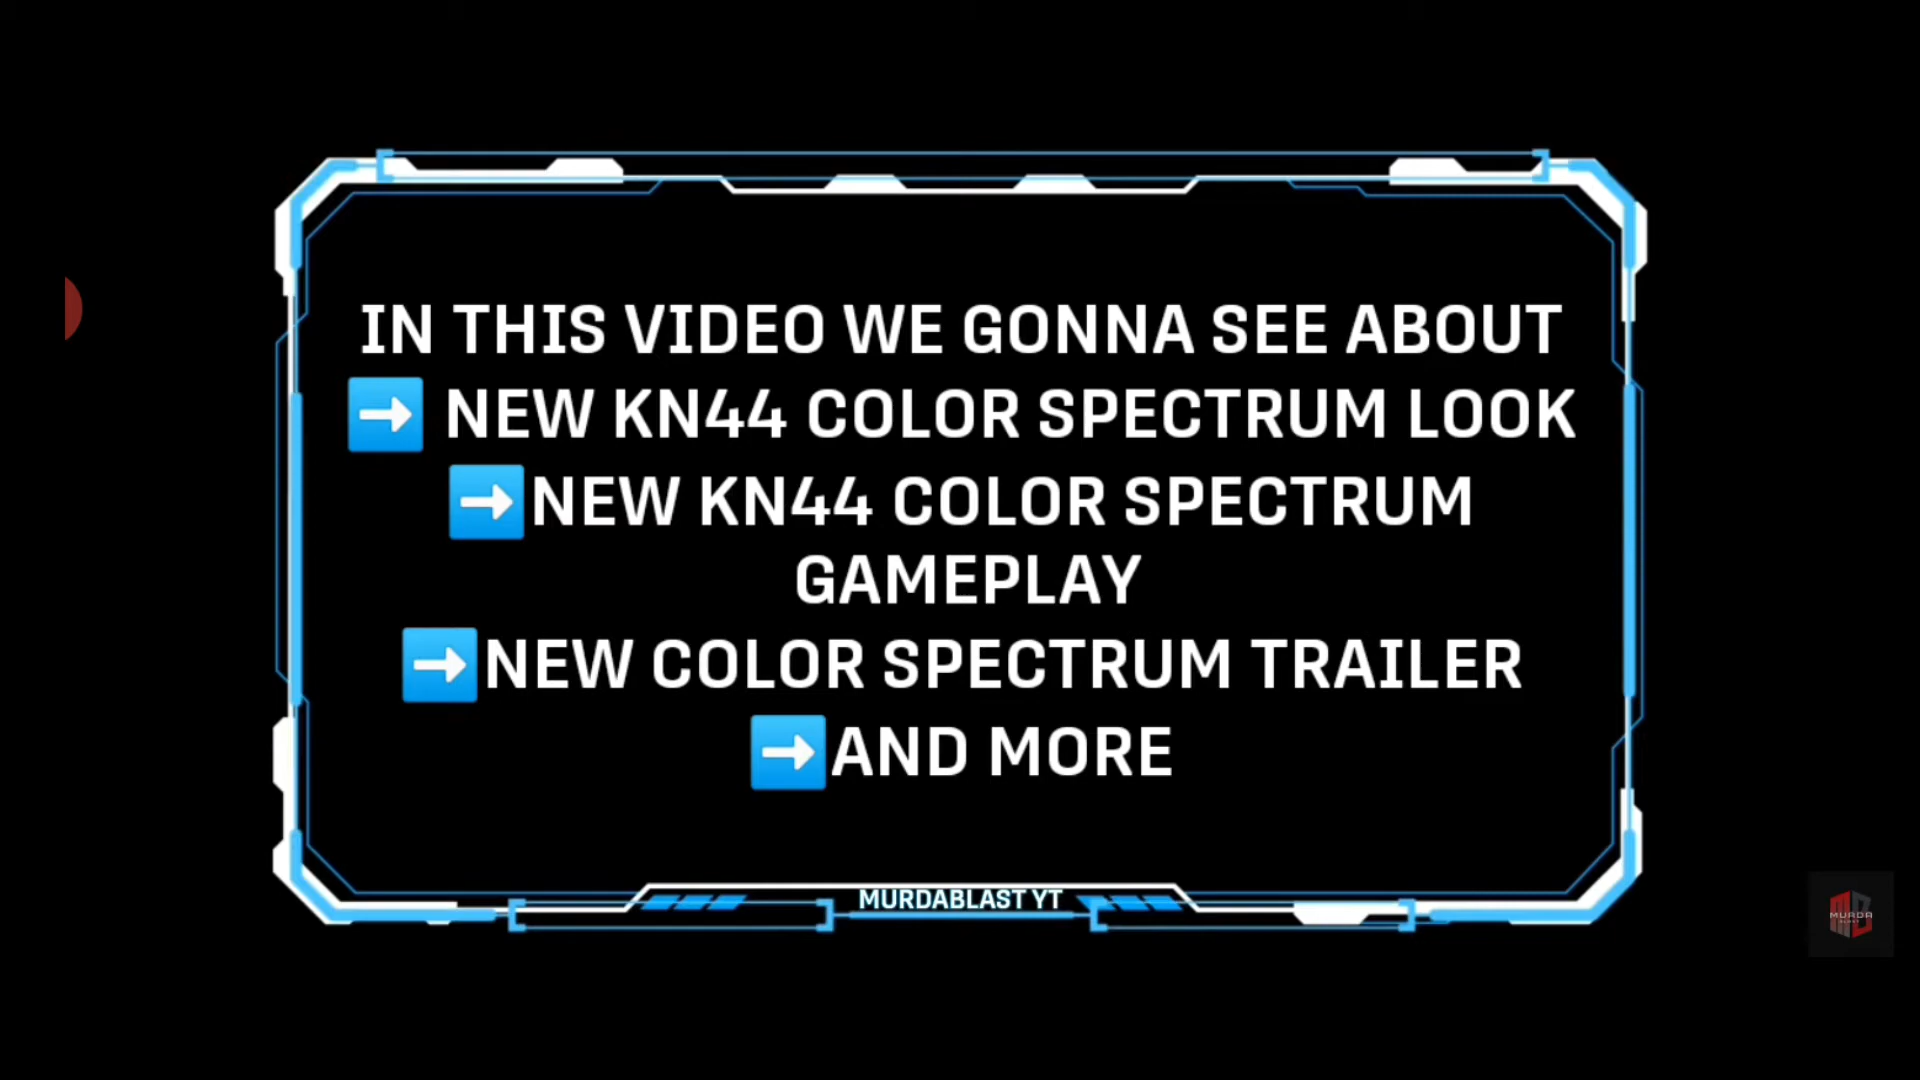 IN THIS VIDEO WE GONNA SEE ABOUT
➡ NEW KN44 COLOR SPECTRUM LOOK
➡NEW KN44 COLOR SPECTRUM
GAMEPLAY
➡NEW COLOR SPECTRUM TRAILER
➡AND MORE
MURDABLAST YT
MURDA